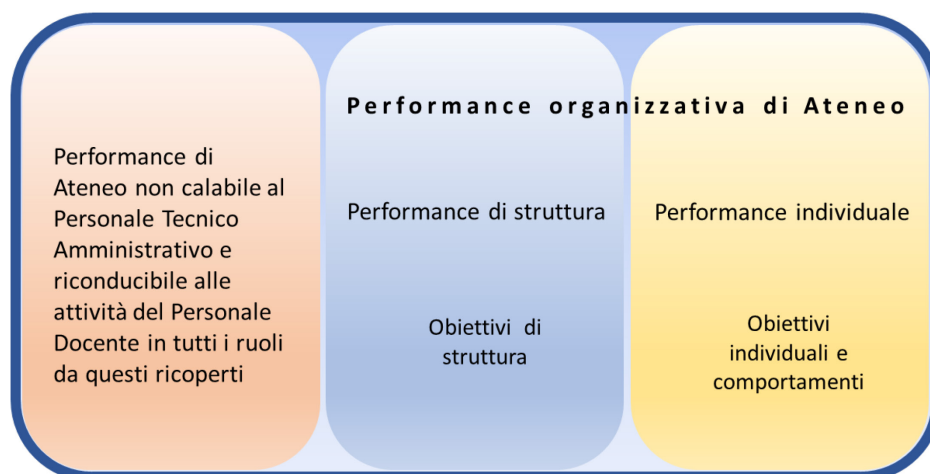 Performance di
Ateneo non calabile al
Personale Tecnico
Amministrativo e
riconducibile alle
attività del Personale
Docente in tutti i ruoli
da questi ricoperti
Performance organizzativa di Ateneo
Performance di struttura
Obiettivi di
struttura
Performance individuale
Obiettivi
individuali e
comportamenti